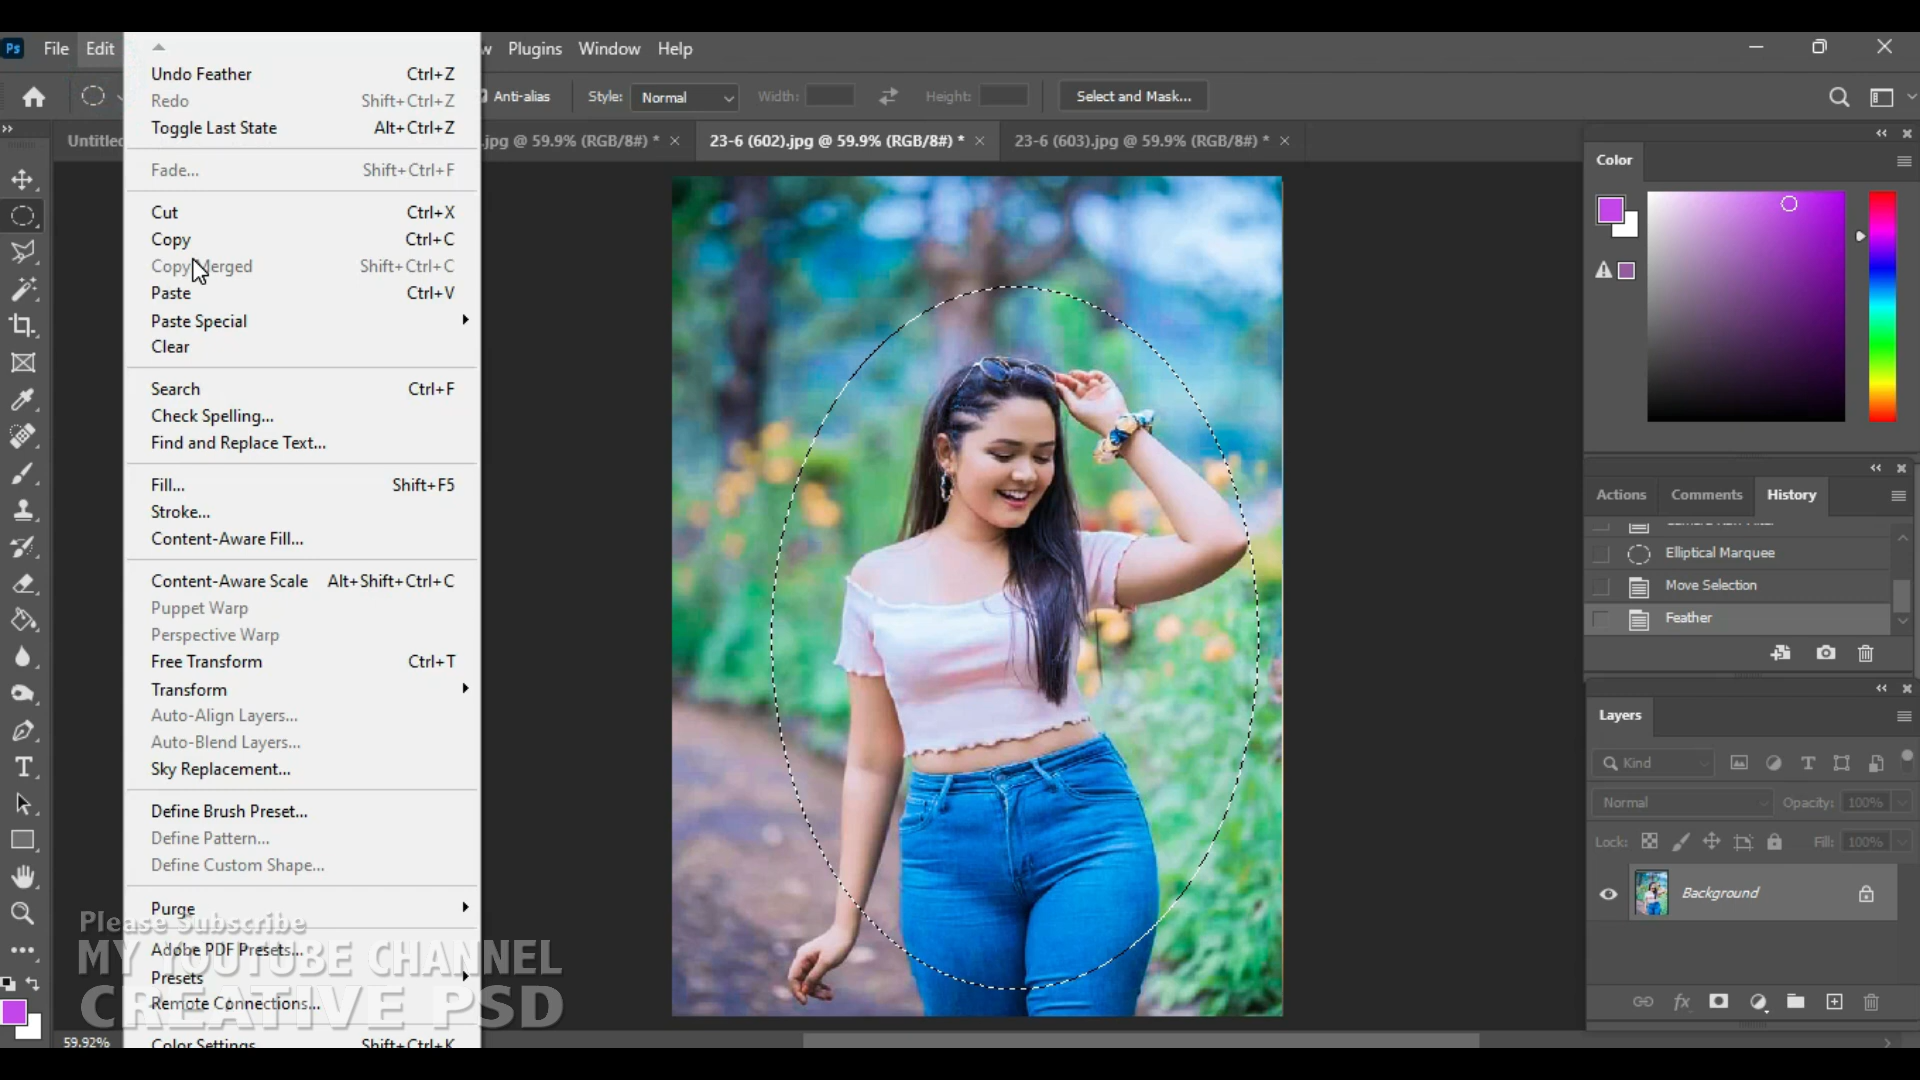 Ps File Edit w Plugins Window Help
Anti-alias Style: Normal Width: Height: Select and Mask...
Untitled .jpg @ 59.9% (RGB/8#) * 23-6 (602).jpg @ 59.9% (RGB/8#) * 23-6 (603).jpg @ 59.9% (RGB/8#) *
Undo Feather Ctrl+Z
Redo Shift+Ctrl+Z
Toggle Last State Alt+Ctrl+Z
Fade... Shift+Ctrl+F
Cut Ctrl+X
Copy Ctrl+C
Copy Merged Shift+Ctrl+C
Paste Ctrl+V
Paste Special
Clear
Search Ctrl+F
Check Spelling...
Find and Replace Text...
Fill... Shift+F5
Stroke...
Content-Aware Fill...
Content-Aware Scale Alt+Shift+Ctrl+C
Puppet Warp
Perspective Warp
Free Transform Ctrl+T
Transform
Auto-Align Layers...
Auto-Blend Layers...
Sky Replacement...
Define Brush Preset...
Define Pattern...
Define Custom Shape...
Purge
Adobe PDF Presets...
Presets
Remote Connections...
Color Settings... Shift+Ctrl+K
Please Subscribe
MY YOUTUBE CHANNEL
CREATIVE PSD
59.92%
Color
Actions Comments History
Elliptical Marquee
Move Selection
Feather
Layers
Kind
Normal Opacity: 100%
Lock: Fill: 100%
Background